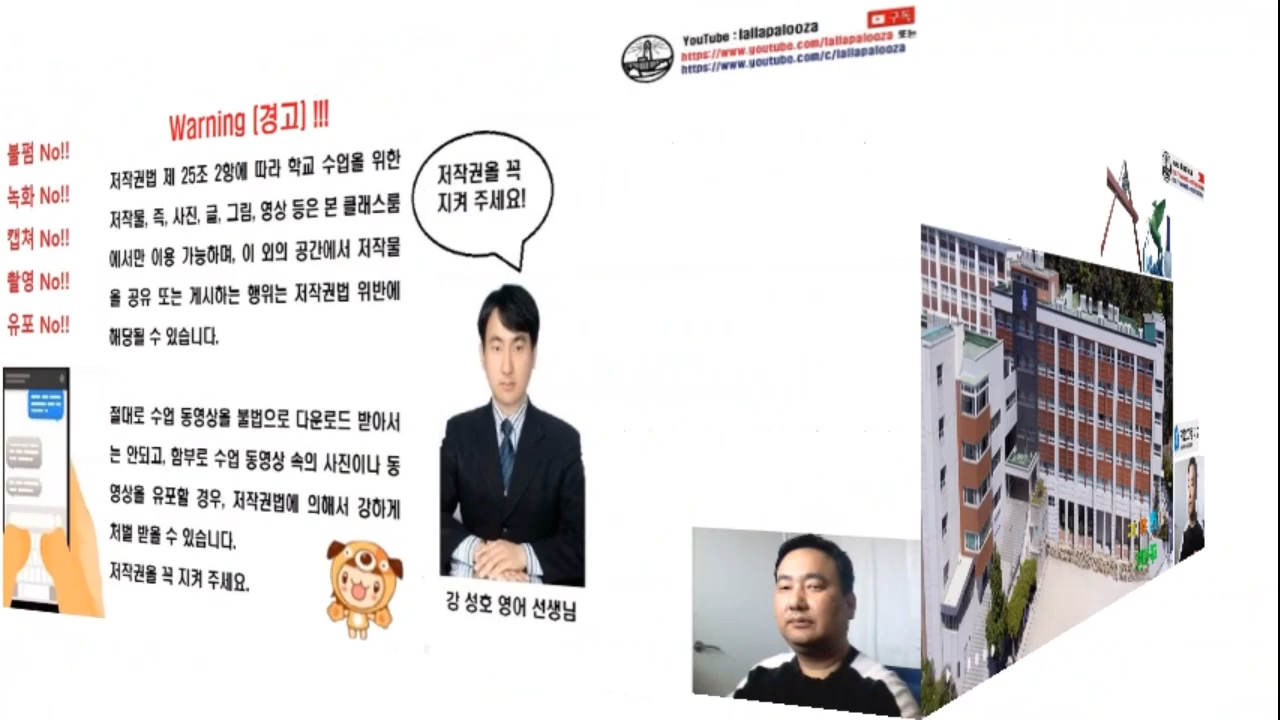 YouTube : lallapalooza
구독
https://www.youtube.com/lallapalooza 또는
https://www.youtube.com/c/lallapalooza
Warning (경고) !!!
불펌 No!!
녹화 No!!
캡쳐 No!!
촬영 No!!
유포 No!!
저작권법 제 25조 2항에 따라 학교 수업을 위한
저작물, 즉, 사진, 글, 그림, 영상 등은 본 클래스룸
에서만 이용 가능하며, 이 외의 공간에서 저작물
을 공유 또는 게시하는 행위는 저작권법 위반에
해당될 수 있습니다.
절대로 수업 동영상을 불법으로 다운로드 받아서
는 안되고, 함부로 수업 동영상 속의 사진이나 동
영상을 유포할 경우, 저작권법에 의해서 강하게
처벌 받을 수 있습니다.
저작권을 꼭 지켜 주세요.
저작권을 꼭
지켜 주세요!
강 성호 영어 선생님